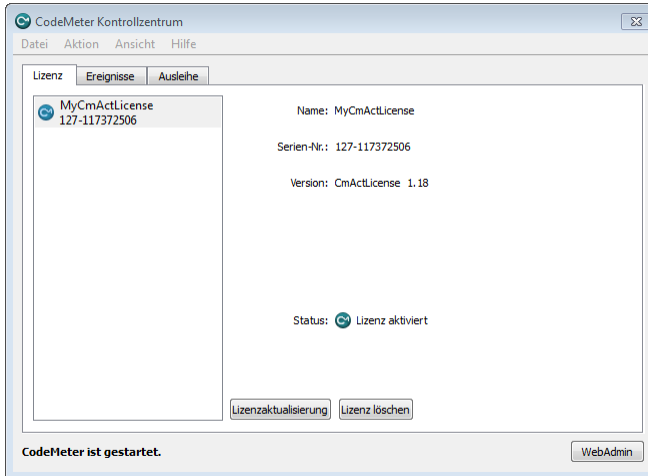 CodeMeter Kontrollzentrum
Datei Aktion Ansicht Hilfe
Lizenz Ereignisse Ausleihe
MyCmActLicense
127-117372506
Name: MyCmActLicense
Serien-Nr.: 127-117372506
Version: CmActLicense 1.18
Status: Lizenz aktiviert
Lizenzaktualisierung Lizenz löschen
CodeMeter ist gestartet. WebAdmin